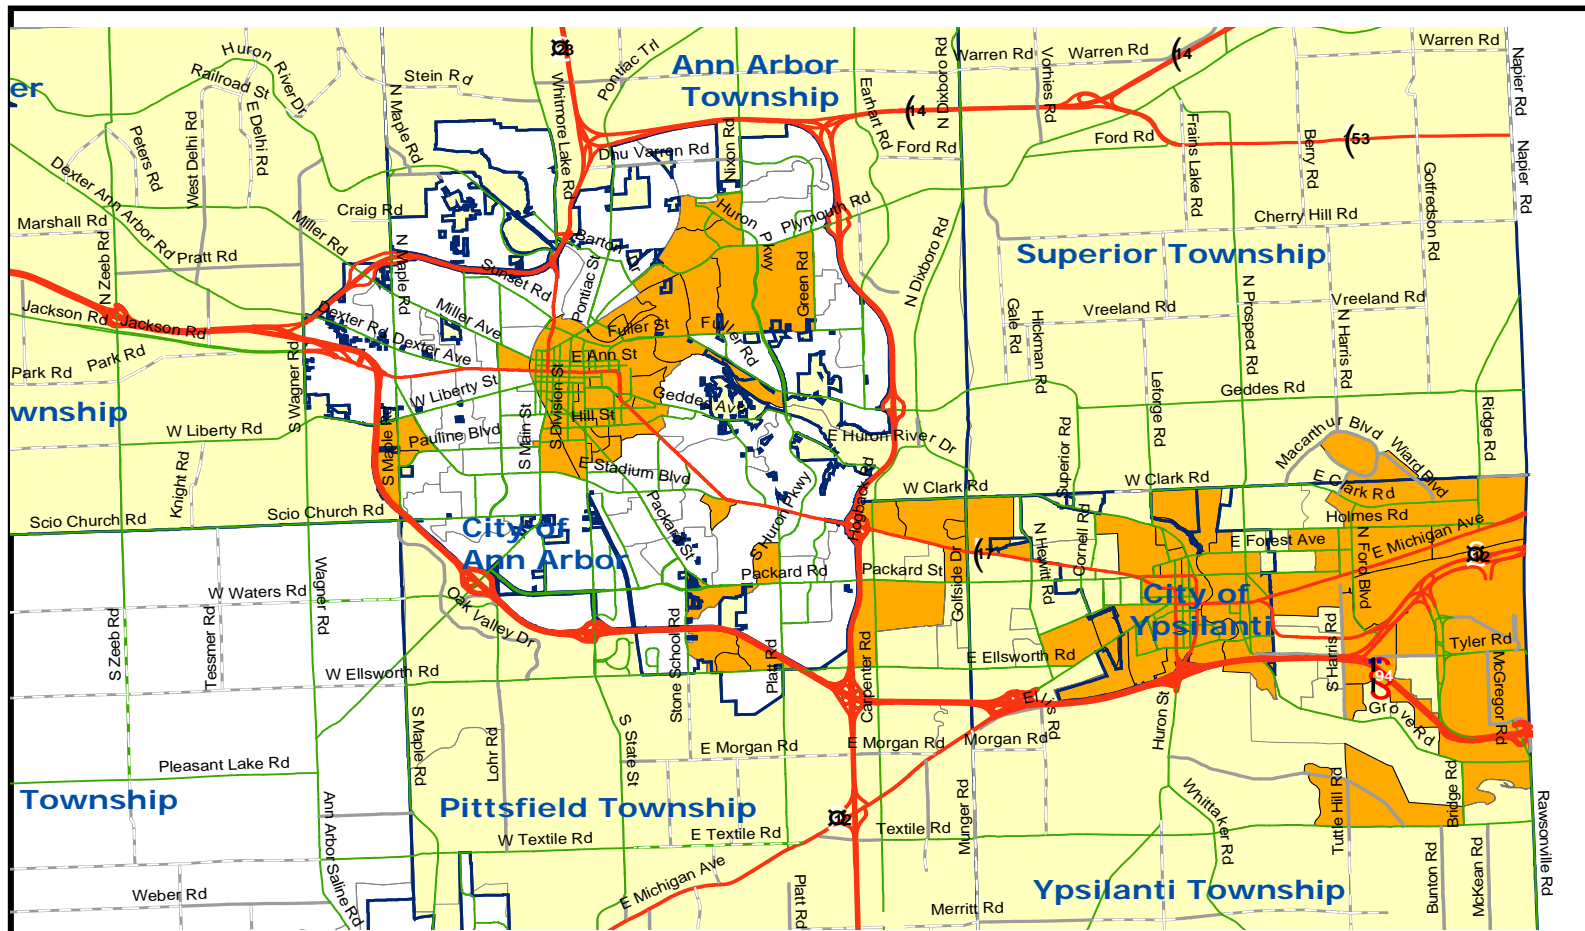 Huron River Dr
Railroad St
Stein Rd
23
Pontiac Trl
Ann Arbor
Township
N Dixboro Rd
Warren Rd
Vorhies Rd
Warren Rd
14
Warren Rd
Napier Rd
er
E Delhi Rd
West Delhi Rd
Peters Rd
N Maple Rd
Whitmore Lake Rd
Dhu Varren Rd
Nixon Rd
Earhart Rd
14
Ford Rd
Ford Rd
Frains Lake Rd
Berry Rd
53
Gotfredson Rd
Napier Rd
Dexter Ann Arbor Rd
Marshall Rd
Craig Rd
Miller Rd
N Zeeb Rd
Pratt Rd
N Maple Rd
Sunset Rd
Barton Dr
Pontiac St
Huron Pkwy
Plymouth Rd
Green Rd
N Dixboro Rd
Cherry Hill Rd
Superior Township
Jackson Rd
Jackson Rd
Dexter Rd
Dexter Ave
Miller Ave
Fuller St
Fuller Rd
Gale Rd
Hickman Rd
Vreeland Rd
N Prospect Rd
N Harris Rd
Vreeland Rd
Park Rd
Park Rd
S Wagner Rd
E Ann St
W Liberty St
S Division St
Geddes Ave
Leforge Rd
Geddes Rd
wnship
W Liberty Rd
S Maple Rd
Pauline Blvd
S Main St
Hill St
E Huron River Dr
Superior Rd
Macarthur Blvd
Ward Blvd
Ridge Rd
Knight Rd
E Stadium Blvd
Packard St
S Huron Pkwy
Hogback Rd
W Clark Rd
W Clark Rd
E Clark Rd
Scio Church Rd
Scio Church Rd
City of
Ann Arbor
Holmes Rd
17
N Hewitt Rd
Cornell Rd
E Forest Ave
N Ford Blvd
E Michigan Ave
12
Wagner Rd
W Waters Rd
Oak Valley Dr
Packard Rd
Packard St
Golfside Dr
City of
Ypsilanti
S Zeeb Rd
Tessmer Rd
W Ellsworth Rd
Stone School Rd
Platt Rd
Carpenter Rd
E Ellsworth Rd
S Harris Rd
Tyler Rd
94
McGregor Rd
S Maple Rd
Lohr Rd
S State St
E Morgan Rd
E Morgan Rd
Morgan Rd
Ellis Rd
Huron St
Grove Rd
Pleasant Lake Rd
Township
Ann Arbor Saline Rd
Pittsfield Township
W Textile Rd
E Textile Rd
12
Textile Rd
Munger Rd
Whittaker Rd
Tuttle Hill Rd
Bridge Rd
Rawsonville Rd
Weber Rd
E Michigan Ave
Platt Rd
Merritt Rd
Ypsilanti Township
Bunton Rd
McKean Rd